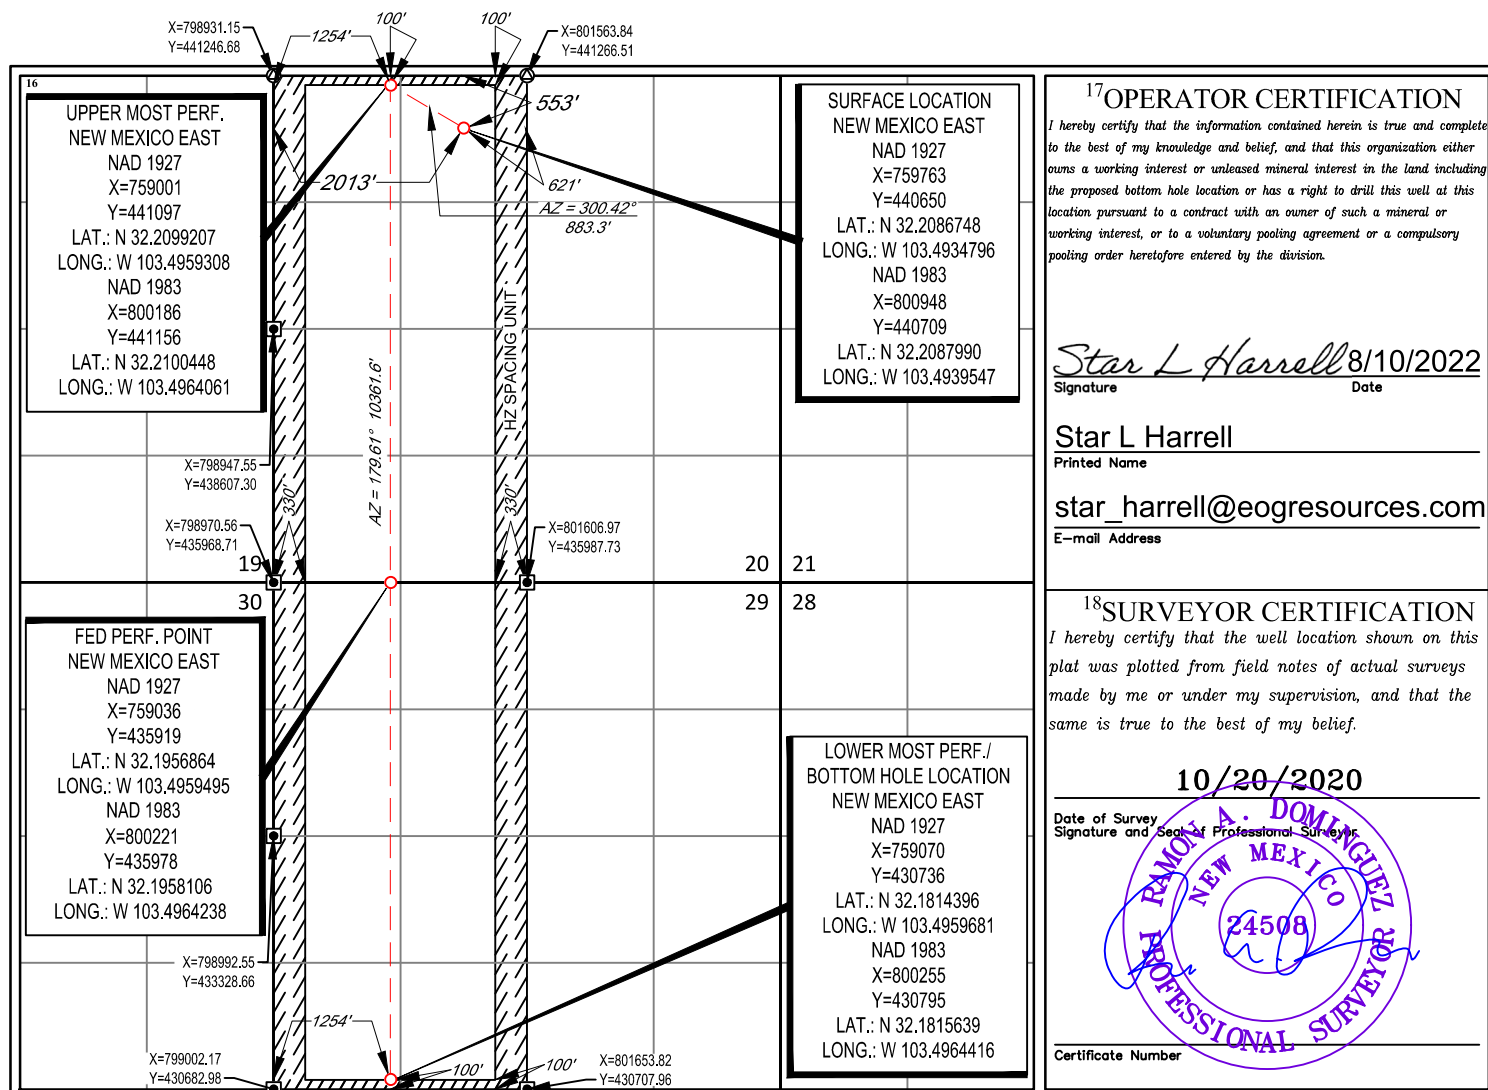 X=798931.15
Y=441246.68
1254'
100'
100'
X=801563.84
Y=441266.51
16
UPPER MOST PERF.
NEW MEXICO EAST
NAD 1927
X=759001
Y=441097
LAT.: N 32.2099207
LONG.: W 103.4959308
NAD 1983
X=800186
Y=441156
LAT.: N 32.2100448
LONG.: W 103.4964061
553'
2013'
621'
AZ = 300.42°
883.3'
SURFACE LOCATION
NEW MEXICO EAST
NAD 1927
X=759763
Y=440650
LAT.: N 32.2086748
LONG.: W 103.4934796
NAD 1983
X=800948
Y=440709
LAT.: N 32.2087990
LONG.: W 103.4939547
HZ SPACING UNIT
AZ = 179.61° 10361.6'
X=798947.55
Y=438607.30
330'
330'
X=798970.56
Y=435968.71
X=801606.97
Y=435987.73
19
20
21
30
29
28
FED PERF. POINT
NEW MEXICO EAST
NAD 1927
X=759036
Y=435919
LAT.: N 32.1956864
LONG.: W 103.4959495
NAD 1983
X=800221
Y=435978
LAT.: N 32.1958106
LONG.: W 103.4964238
LOWER MOST PERF./
BOTTOM HOLE LOCATION
NEW MEXICO EAST
NAD 1927
X=759070
Y=430736
LAT.: N 32.1814396
LONG.: W 103.4959681
NAD 1983
X=800255
Y=430795
LAT.: N 32.1815639
LONG.: W 103.4964416
X=798992.55
Y=433328.66
1254'
X=799002.17
Y=430682.98
100'
100'
X=801653.82
Y=430707.96
17OPERATOR CERTIFICATION
I hereby certify that the information contained herein is true and complete
to the best of my knowledge and belief, and that this organization either
owns a working interest or unleased mineral interest in the land including
the proposed bottom hole location or has a right to drill this well at this
location pursuant to a contract with an owner of such a mineral or
working interest, or to a voluntary pooling agreement or a compulsory
pooling order heretofore entered by the division.
Star L Harrell 8/10/2022
Signature Date
Star L Harrell
Printed Name
star_harrell@eogresources.com
E-mail Address
18SURVEYOR CERTIFICATION
I hereby certify that the well location shown on this
plat was plotted from field notes of actual surveys
made by me or under my supervision, and that the
same is true to the best of my belief.
10/20/2020
Date of Survey
Signature and Seal of Professional Surveyor
RAMON A. DOMINGUEZ
NEW MEXICO
24508
PROFESSIONAL SURVEYOR
Certificate Number